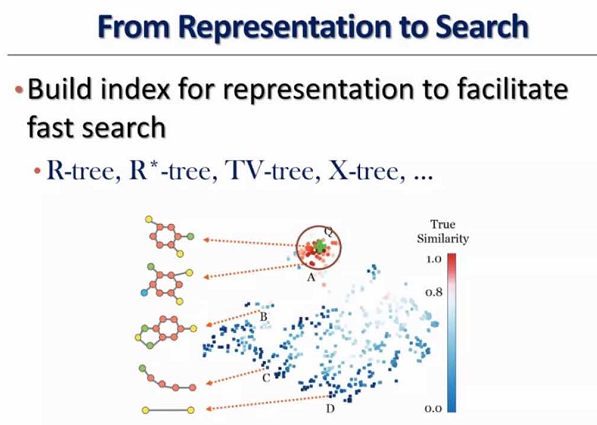 From Representation to Search
• Build index for representation to facilitate
fast search
• R-tree, R*-tree, TV-tree, X-tree, ...
Q
A
B
C
D
True
Similarity
1.0
0.8
0.0